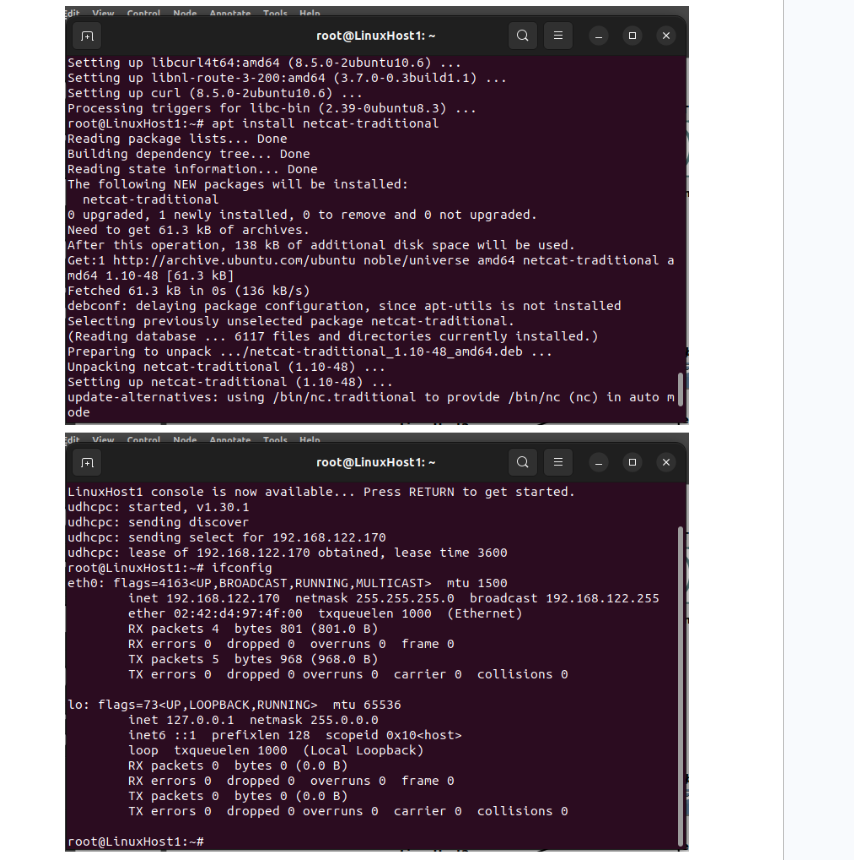 Edit View Control Node Annotate Tools Help
root@LinuxHost1: ~
Setting up libcurl4t64:amd64 (8.5.0-2ubuntu10.6) ...
Setting up libnl-route-3-200:amd64 (3.7.0-0.3build1.1) ...
Setting up curl (8.5.0-2ubuntu10.6) ...
Processing triggers for libc-bin (2.39-0ubuntu8.3) ...
root@LinuxHost1:~# apt install netcat-traditional
Reading package lists... Done
Building dependency tree... Done
Reading state information... Done
The following NEW packages will be installed:
  netcat-traditional
0 upgraded, 1 newly installed, 0 to remove and 0 not upgraded.
Need to get 61.3 kB of archives.
After this operation, 138 kB of additional disk space will be used.
Get:1 http://archive.ubuntu.com/ubuntu noble/universe amd64 netcat-traditional a
md64 1.10-48 [61.3 kB]
Fetched 61.3 kB in 0s (136 kB/s)
debconf: delaying package configuration, since apt-utils is not installed
Selecting previously unselected package netcat-traditional.
(Reading database ... 6117 files and directories currently installed.)
Preparing to unpack .../netcat-traditional_1.10-48_amd64.deb ...
Unpacking netcat-traditional (1.10-48) ...
Setting up netcat-traditional (1.10-48) ...
update-alternatives: using /bin/nc.traditional to provide /bin/nc (nc) in auto m
ode
Edit View Control Node Annotate Tools Help
root@LinuxHost1: ~
LinuxHost1 console is now available... Press RETURN to get started.
udhcpc: started, v1.30.1
udhcpc: sending discover
udhcpc: sending select for 192.168.122.170
udhcpc: lease of 192.168.122.170 obtained, lease time 3600
root@LinuxHost1:~# ifconfig
eth0: flags=4163<UP,BROADCAST,RUNNING,MULTICAST>  mtu 1500
        inet 192.168.122.170  netmask 255.255.255.0  broadcast 192.168.122.255
        ether 02:42:d4:97:4f:00  txqueuelen 1000  (Ethernet)
        RX packets 4  bytes 801 (801.0 B)
        RX errors 0  dropped 0  overruns 0  frame 0
        TX packets 5  bytes 968 (968.0 B)
        TX errors 0  dropped 0 overruns 0  carrier 0  collisions 0
lo: flags=73<UP,LOOPBACK,RUNNING>  mtu 65536
        inet 127.0.0.1  netmask 255.0.0.0
        inet6 ::1  prefixlen 128  scopeid 0x10<host>
        loop  txqueuelen 1000  (Local Loopback)
        RX packets 0  bytes 0 (0.0 B)
        RX errors 0  dropped 0  overruns 0  frame 0
        TX packets 0  bytes 0 (0.0 B)
        TX errors 0  dropped 0 overruns 0  carrier 0  collisions 0
root@LinuxHost1:~#